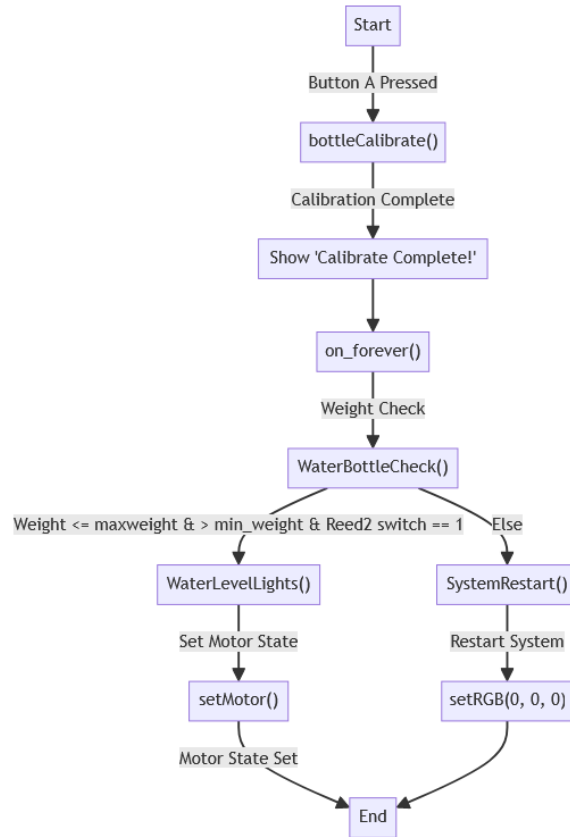 Start
Button A Pressed
bottleCalibrate()
Calibration Complete
Show 'Calibrate Complete!'
on_forever()
Weight Check
WaterBottleCheck()
Weight <= maxweight & > min_weight & Reed2 switch == 1
Else
WaterLevelLights()
SystemRestart()
Set Motor State
Restart System
setMotor()
setRGB(0, 0, 0)
Motor State Set
End